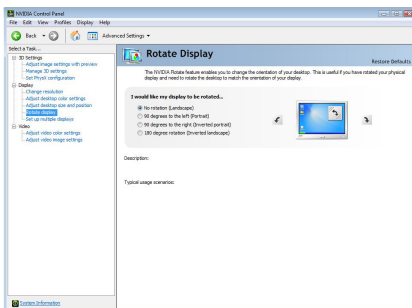 NVIDIA Control Panel
File Edit View Profiles Display Help
Back Advanced Settings
Select a Task...
3D Settings
Adjust image settings with preview
Manage 3D settings
Set PhysX configuration
Display
Change resolution
Adjust desktop color settings
Adjust desktop size and position
Rotate display
Set up multiple displays
Video
Adjust video color settings
Adjust video image settings
System Information
Rotate Display
Restore Defaults
The NVIDIA Rotate feature enables you to change the orientation of your desktop. This is useful if you have rotated your physical
display and need to rotate the desktop to match the orientation of your display.
I would like my display to be rotated...
No rotation (Landscape)
90 degrees to the left (Portrait)
90 degrees to the right (Inverted portrait)
180 degree rotation (Inverted landscape)
Description:
Typical usage scenarios: